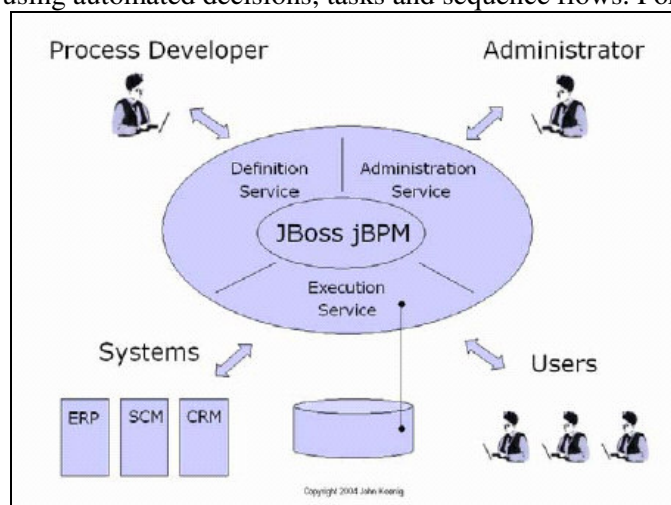 using automated decisions, tasks and sequence flows. For
Process Developer
Administrator
Definition
Service
Administration
Service
JBoss jBPM
Execution
Service
Systems
Users
ERP
SCM
CRM
Copyright 2004 John Koenig